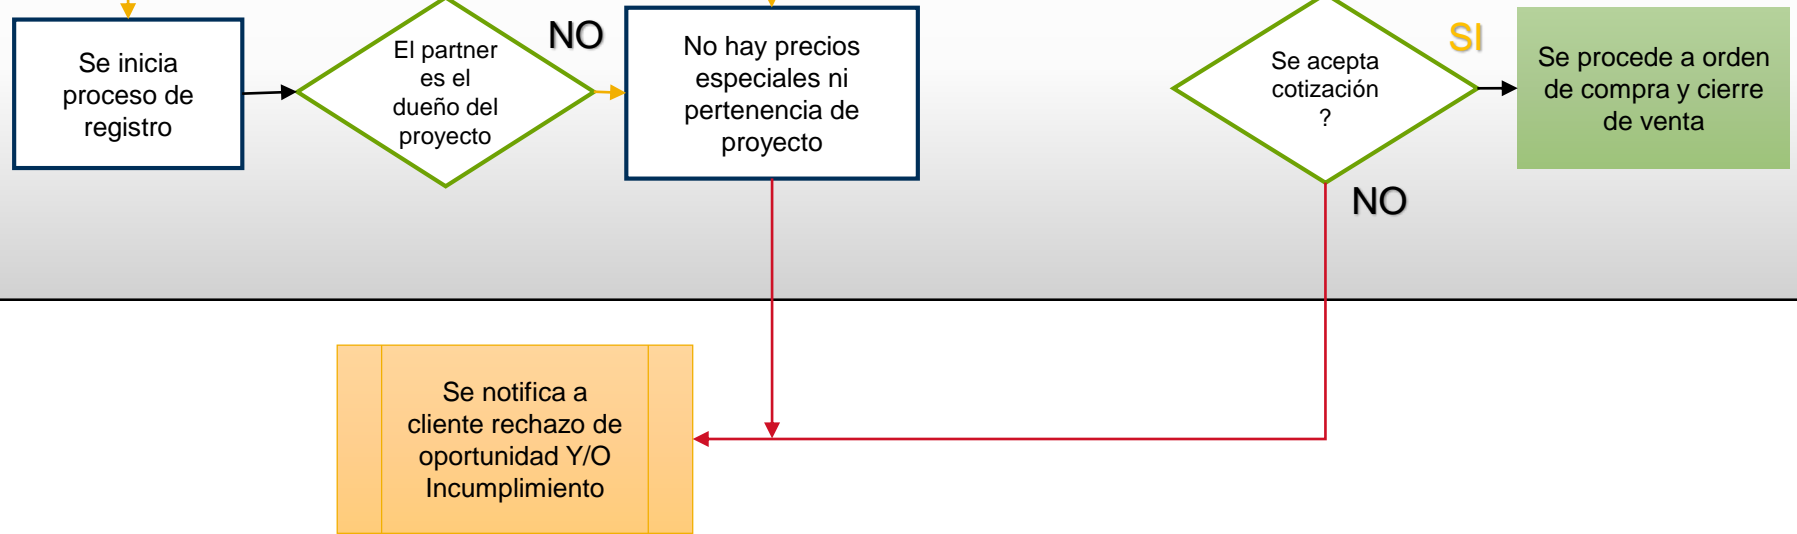 Se inicia
proceso de
registro
El partner
es el
dueño del
proyecto
NO
No hay precios
especiales ni
pertenencia de
proyecto
Se acepta
cotización
?
SI
NO
Se procede a orden
de compra y cierre
de venta
Se notifica a
cliente rechazo de
oportunidad Y/O
Incumplimiento